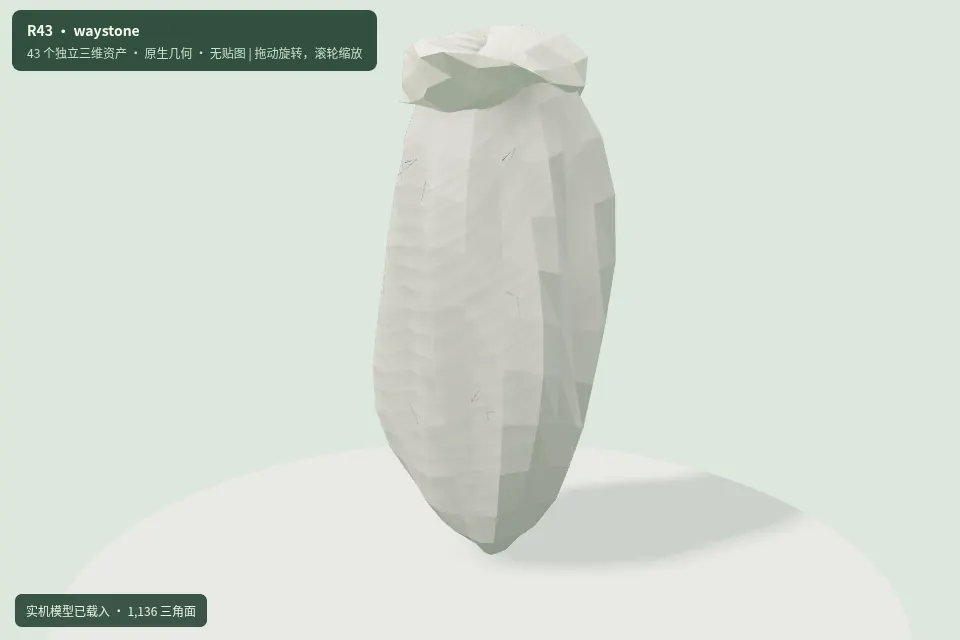 R43 · waystone
43 个独立三维资产 · 原生几何 · 无贴图 | 拖动旋转，滚轮缩放
实机模型已载入 · 1,136 三角面